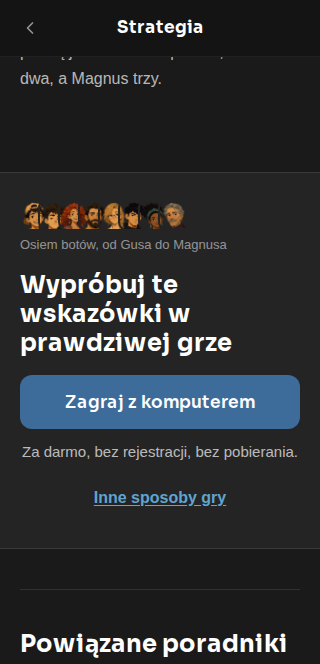 Strategia
dwa, a Magnus trzy.
Osiem botów, od Gusa do Magnusa
Wypróbuj te
wskazówki w
prawdziwej grze
Zagraj z komputerem
Za darmo, bez rejestracji, bez pobierania.
Inne sposoby gry
Powiązane poradniki